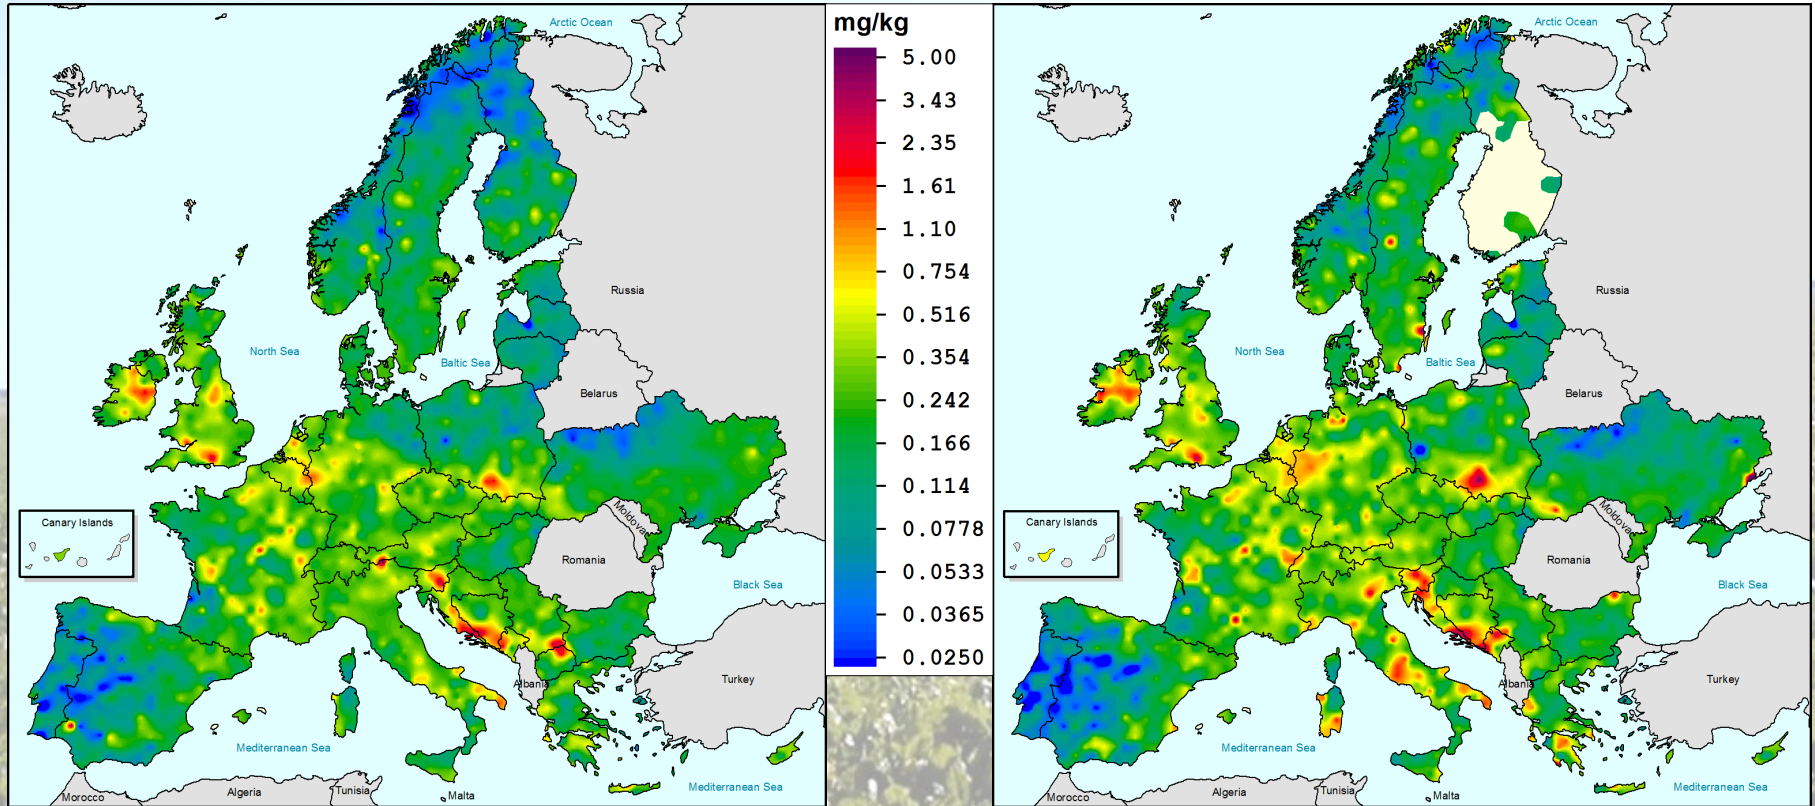 Arctic Ocean
Russia
North Sea
Baltic Sea
Belarus
Canary Islands
Moldova
Romania
Black Sea
Albania
Turkey
Mediterranean Sea
Mediterranean Sea
Morocco
Algeria
Tunisia
Malta
mg/kg
5.00
3.43
2.35
1.61
1.10
0.754
0.516
0.354
0.242
0.166
0.114
0.0778
0.0533
0.0365
0.0250
Arctic Ocean
Russia
North Sea
Baltic Sea
Belarus
Canary Islands
Moldova
Romania
Black Sea
Albania
Turkey
Mediterranean Sea
Mediterranean Sea
Morocco
Algeria
Tunisia
Malta